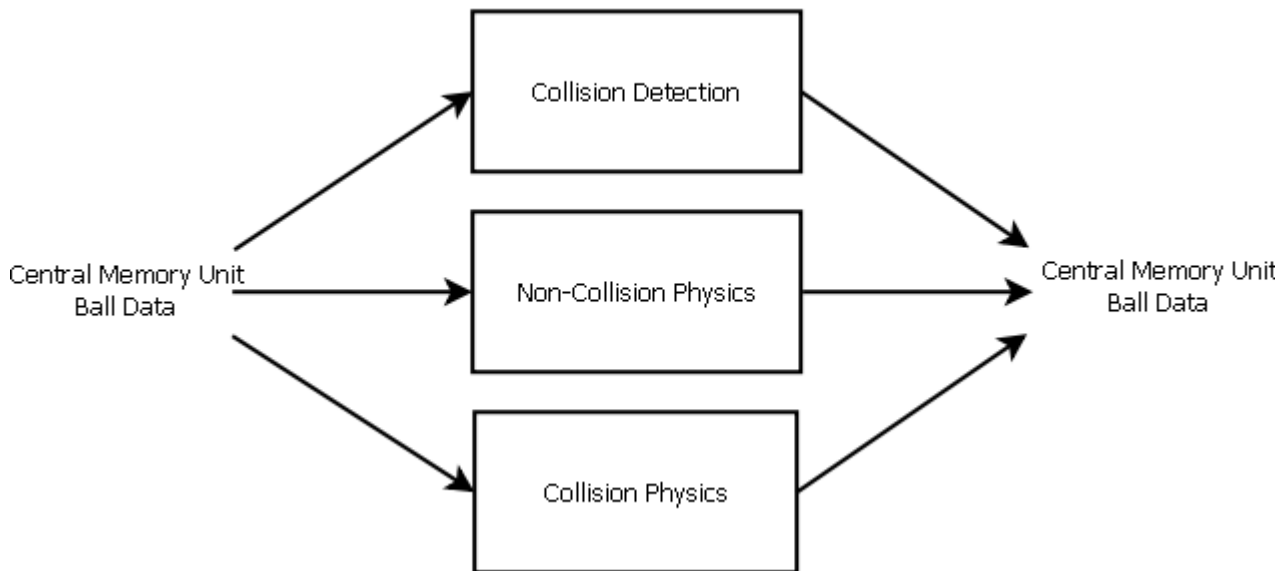 Collision Detection
Central Memory Unit
Ball Data
Non-Collision Physics
Central Memory Unit
Ball Data
Collision Physics